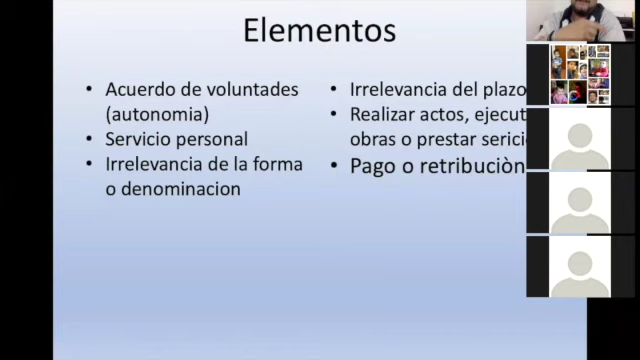 Elementos
• Acuerdo de voluntades
(autonomia)
• Servicio personal
• Irrelevancia de la forma
o denominacion
• Irrelevancia del plazo
• Realizar actos, ejecut
obras o prestar serici
• Pago o retribuciòn